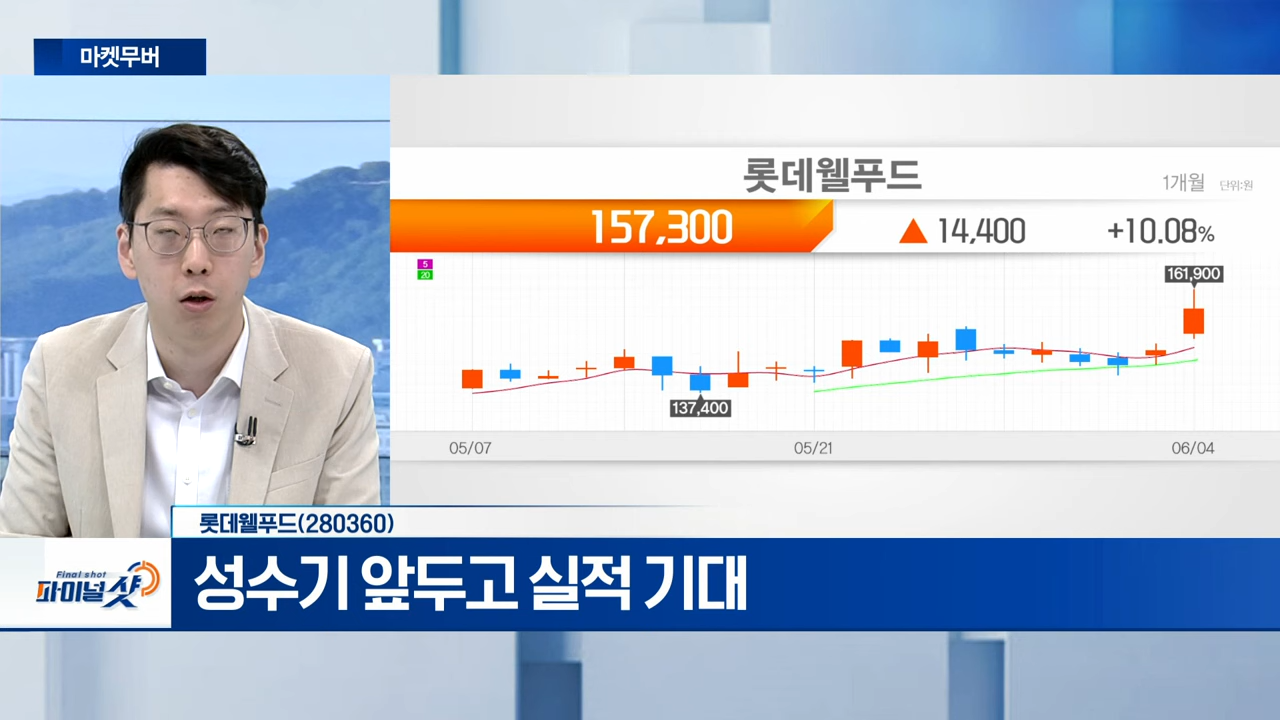 마켓무버
롯데웰푸드
1개월 단위:원
157,300 ▲ 14,400 +10.08%
5
20
161,900
137,400
05/07 05/21 06/04
롯데웰푸드(280360)
Final shot
파이널샷
성수기 앞두고 실적 기대